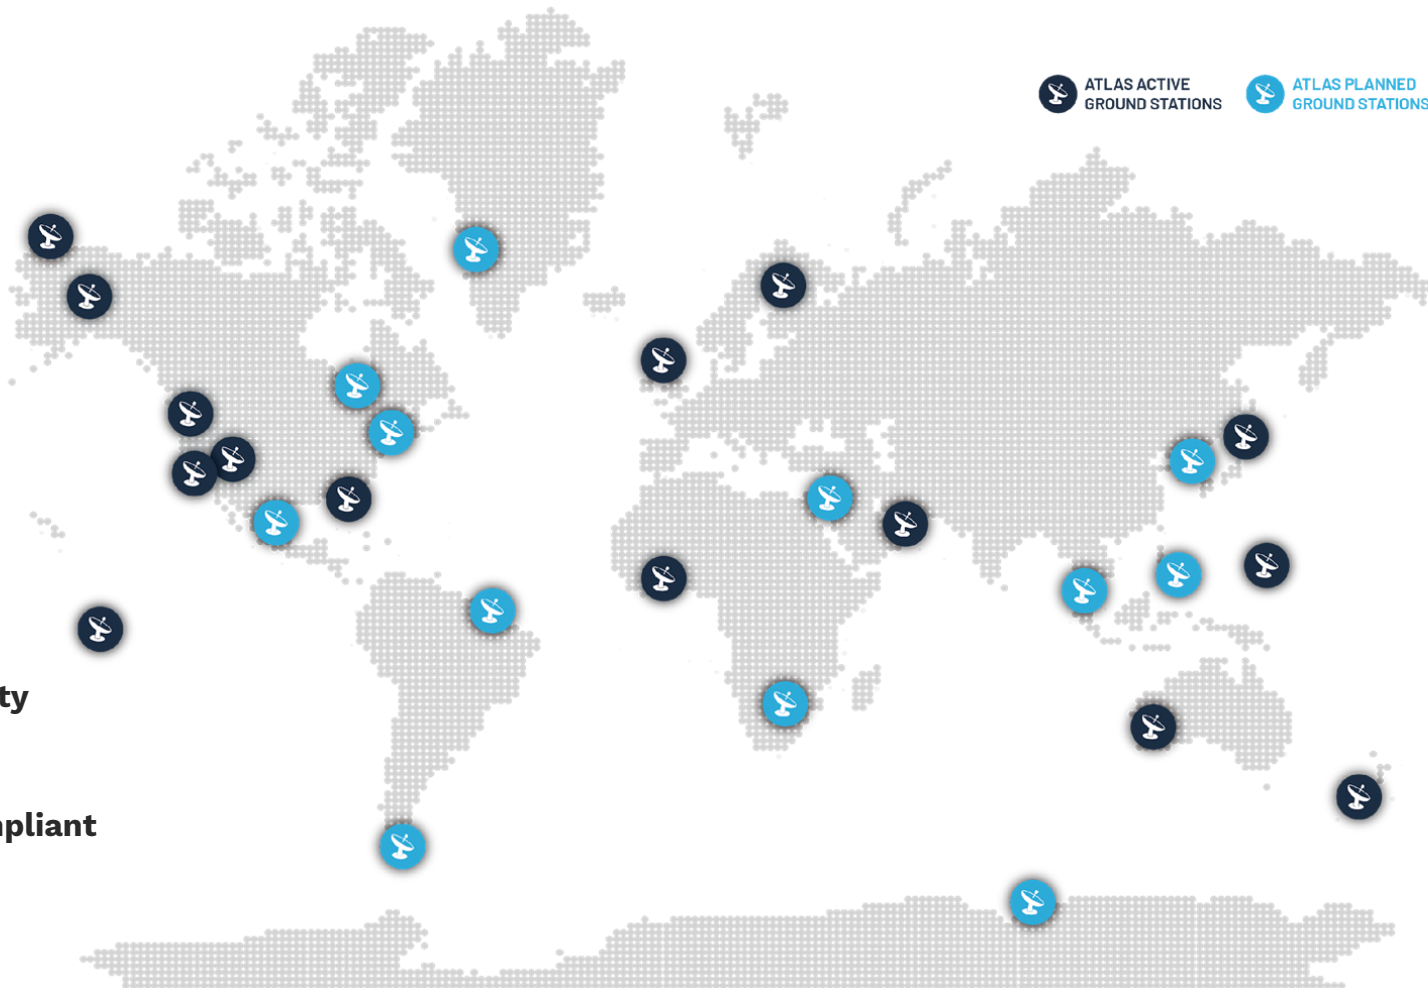 ATLAS ACTIVE
GROUND STATIONS
ATLAS PLANNED
GROUND STATIONS
ty
pliant